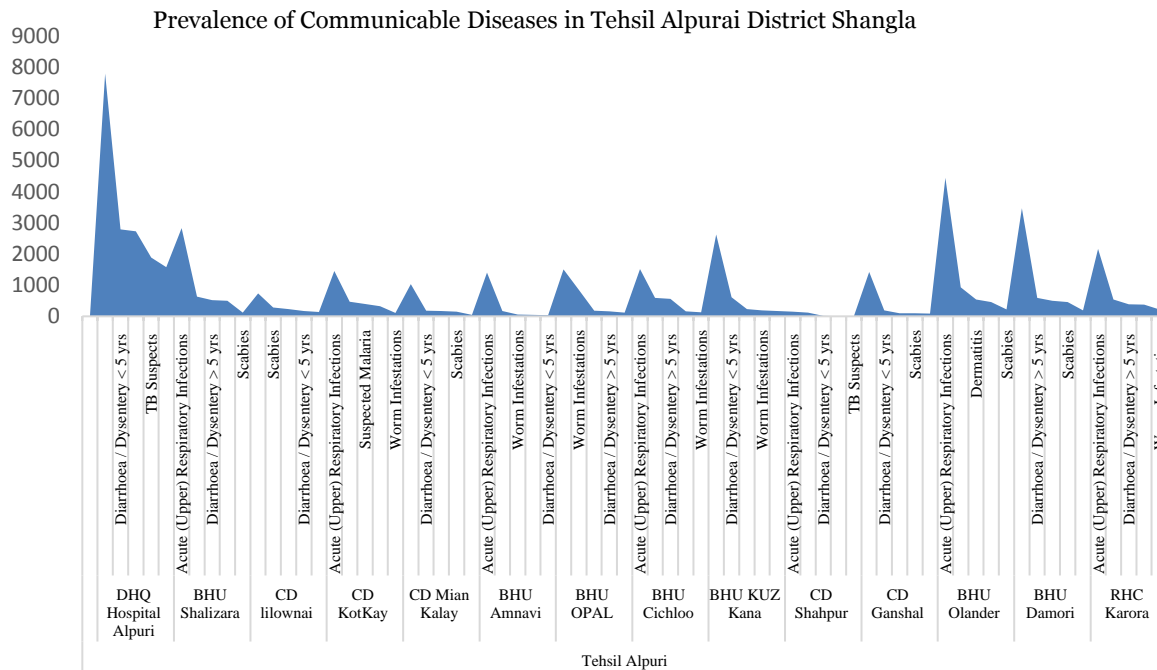 Prevalence of Communicable Diseases in Tehsil Alpurai District Shangla
9000
8000
7000
6000
5000
4000
3000
2000
1000
0
Diarrhoea / Dysentery < 5 yrs
TB Suspects
Acute (Upper) Respiratory Infections
Diarrhoea / Dysentery > 5 yrs
Scabies
Scabies
Diarrhoea / Dysentery < 5 yrs
Acute (Upper) Respiratory Infections
Suspected Malaria
Worm Infestations
Diarrhoea / Dysentery < 5 yrs
Scabies
Acute (Upper) Respiratory Infections
Worm Infestations
Diarrhoea / Dysentery < 5 yrs
Worm Infestations
Diarrhoea / Dysentery > 5 yrs
Acute (Upper) Respiratory Infections
Diarrhoea / Dysentery > 5 yrs
Worm Infestations
Diarrhoea / Dysentery < 5 yrs
Worm Infestations
Acute (Upper) Respiratory Infections
Diarrhoea / Dysentery < 5 yrs
TB Suspects
Diarrhoea / Dysentery < 5 yrs
Scabies
Acute (Upper) Respiratory Infections
Dermatitis
Scabies
Diarrhoea / Dysentery > 5 yrs
Scabies
Acute (Upper) Respiratory Infections
Diarrhoea / Dysentery > 5 yrs
DHQ
Hospital
Alpuri
BHU
Shalizara
CD
lilownai
CD
KotKay
CD Mian
Kalay
BHU
Amnavi
BHU
OPAL
BHU
Cichloo
BHU KUZ
Kana
CD
Shahpur
CD
Ganshal
BHU
Olander
BHU
Damori
RHC
Karora
Tehsil Alpuri